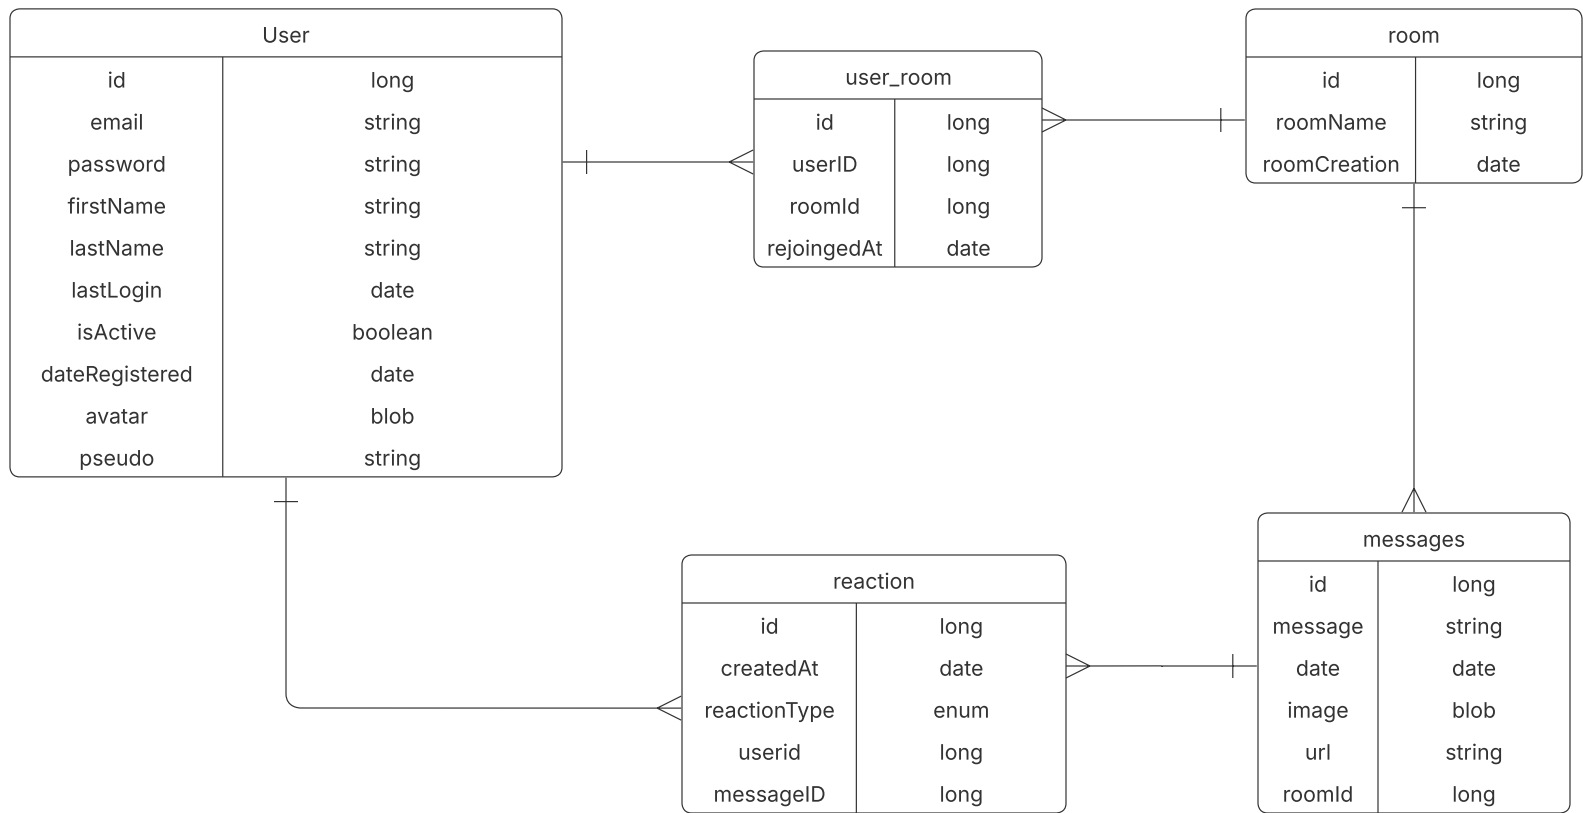 User
id long
email string
password string
firstName string
lastName string
lastLogin date
isActive boolean
dateRegistered date
avatar blob
pseudo string
user_room
id long
userID long
roomId long
rejoingedAt date
room
id long
roomName string
roomCreation date
reaction
id long
createdAt date
reactionType enum
userid long
messageID long
messages
id long
message string
date date
image blob
url string
roomId long